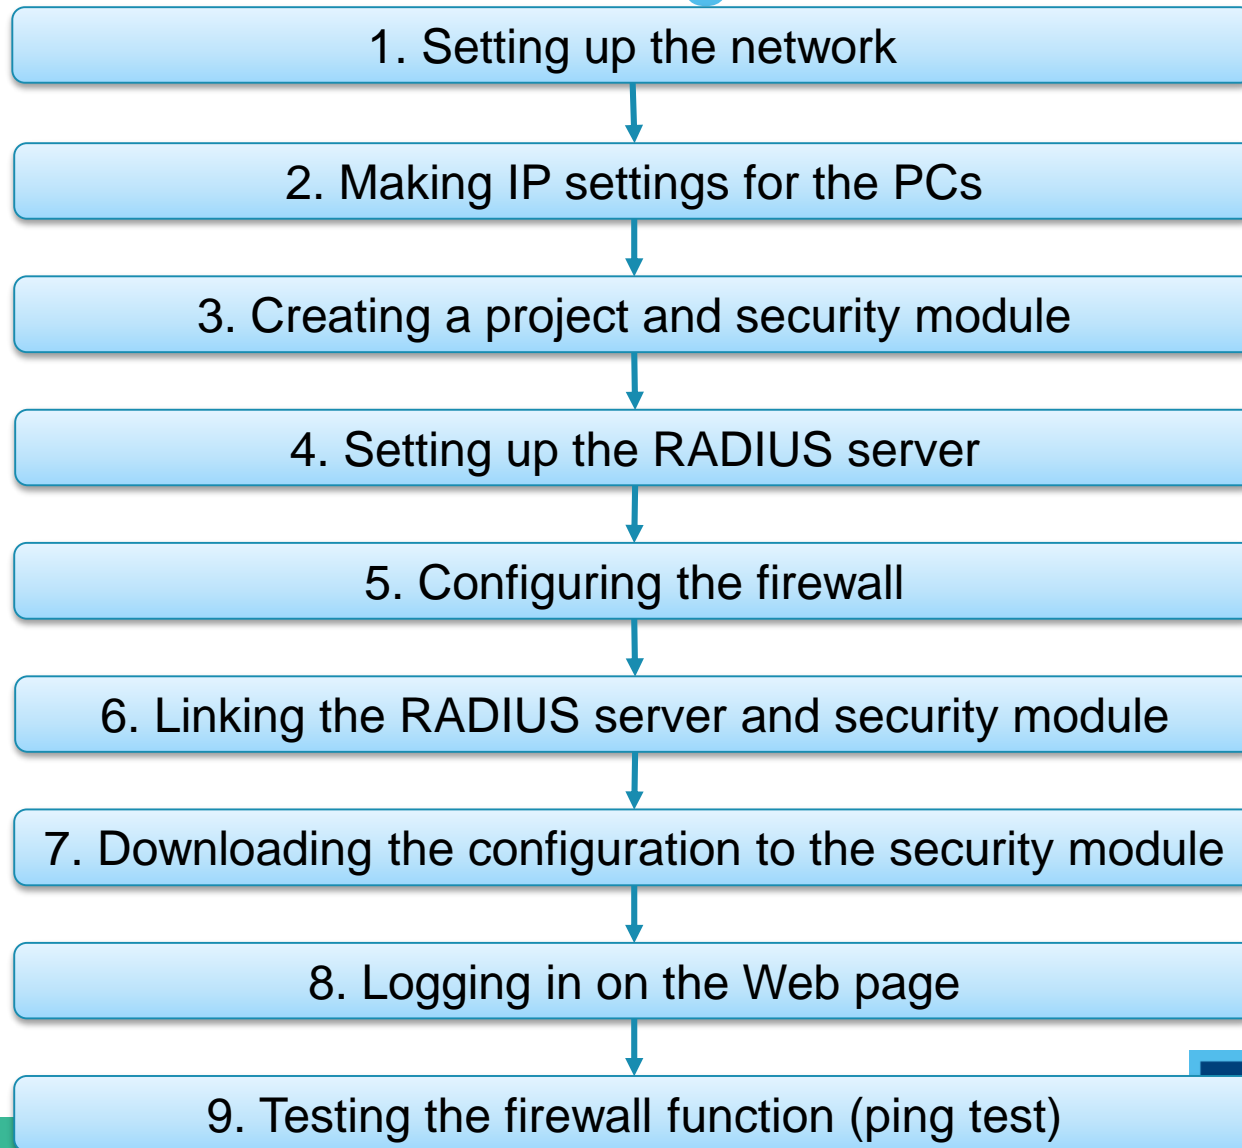 1. Setting up the network
2. Making IP settings for the PCs
3. Creating a project and security module
4. Setting up the RADIUS server
5. Configuring the firewall
6. Linking the RADIUS server and security module
7. Downloading the configuration to the security module
8. Logging in on the Web page
9. Testing the firewall function (ping test)